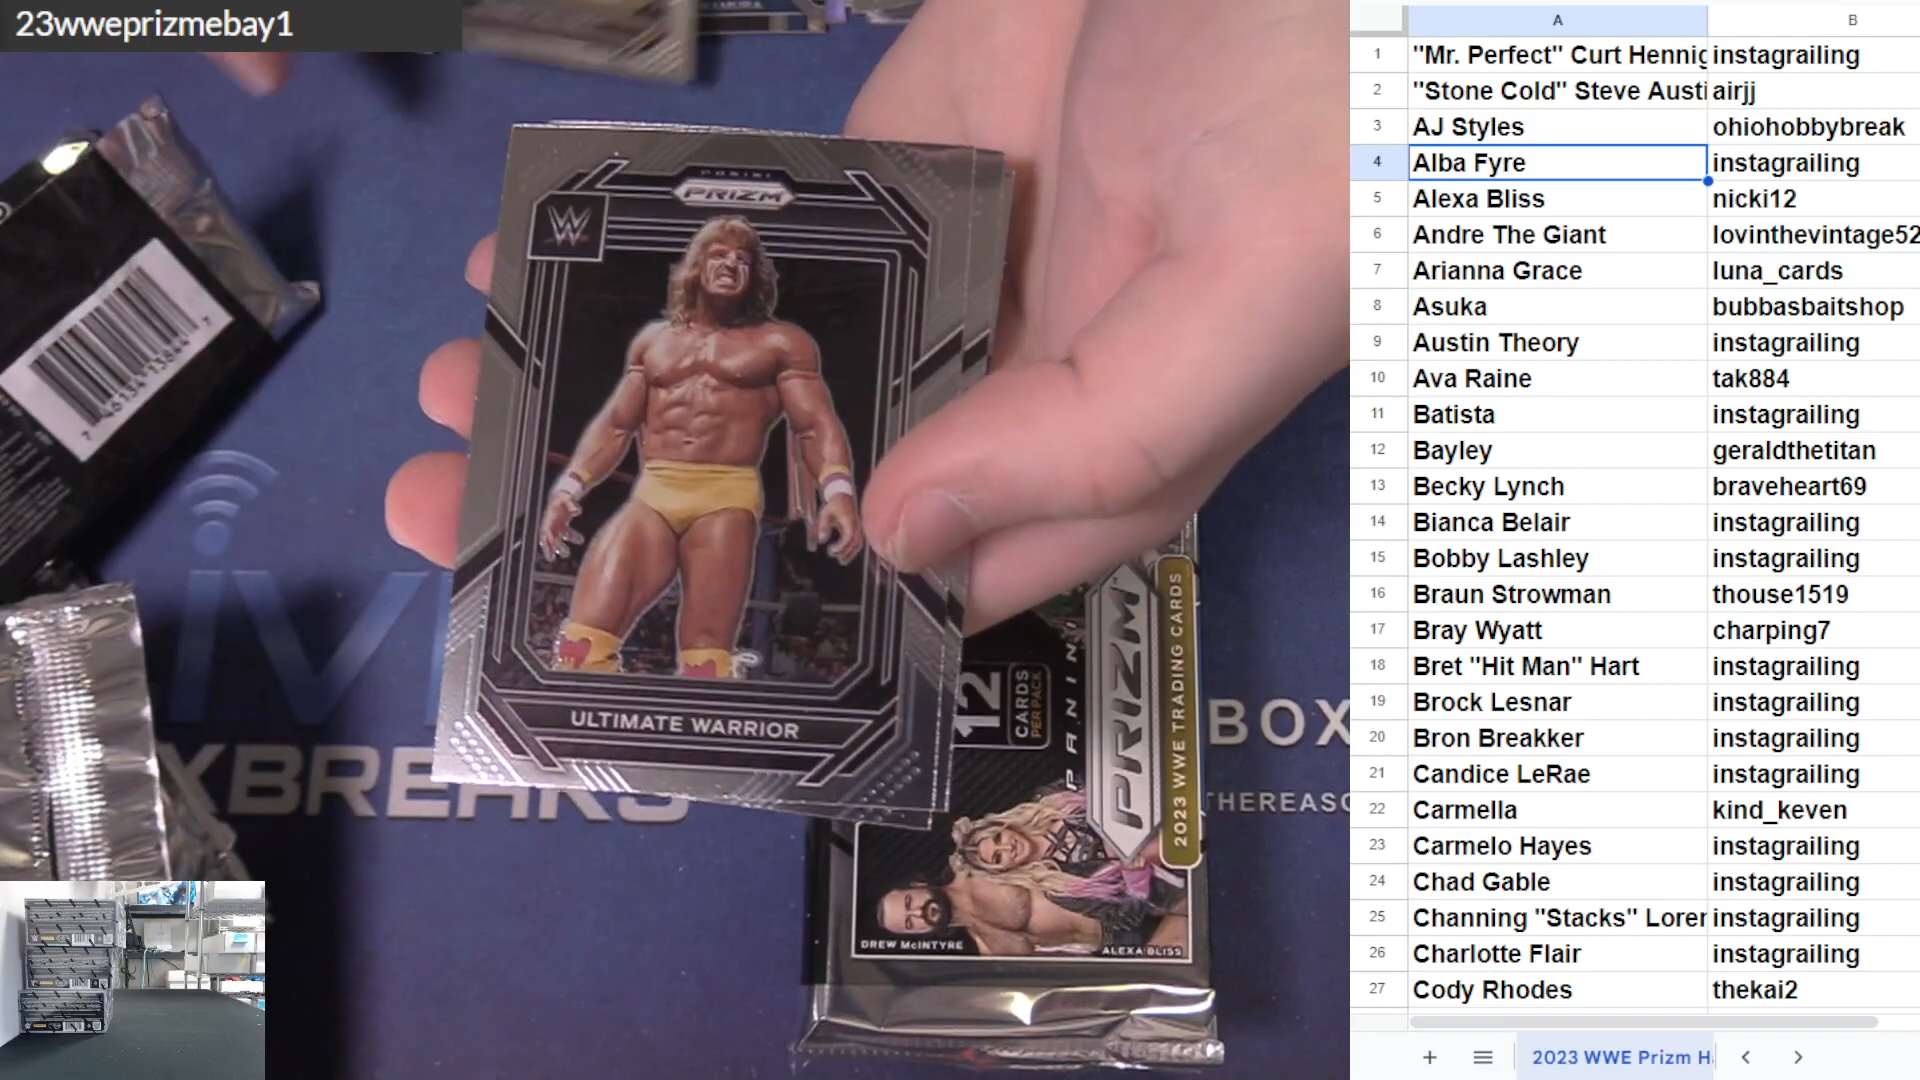 23wweprizmebay1
PANINI
PRIZM
W
ULTIMATE WARRIOR
12
CARDS
PER PACK
PANINI
PRIZM
2023 WWE TRADING CARDS
DREW McINTYRE
ALEXA BLISS
LIV
XBREAKS
BOX
THEREASO
A B
1 "Mr. Perfect" Curt Hennig instagrailing
2 "Stone Cold" Steve Austi airjj
3 AJ Styles ohiohobbybreak
4 Alba Fyre instagrailing
5 Alexa Bliss nicki12
6 Andre The Giant lovinthevintage52
7 Arianna Grace luna_cards
8 Asuka bubbasbaitshop
9 Austin Theory instagrailing
10 Ava Raine tak884
11 Batista instagrailing
12 Bayley geraldthetitan
13 Becky Lynch braveheart69
14 Bianca Belair instagrailing
15 Bobby Lashley instagrailing
16 Braun Strowman thouse1519
17 Bray Wyatt charping7
18 Bret "Hit Man" Hart instagrailing
19 Brock Lesnar instagrailing
20 Bron Breakker instagrailing
21 Candice LeRae instagrailing
22 Carmella kind_keven
23 Carmelo Hayes instagrailing
24 Chad Gable instagrailing
25 Channing "Stacks" Loren instagrailing
26 Charlotte Flair instagrailing
27 Cody Rhodes thekai2
2023 WWE Prizm H